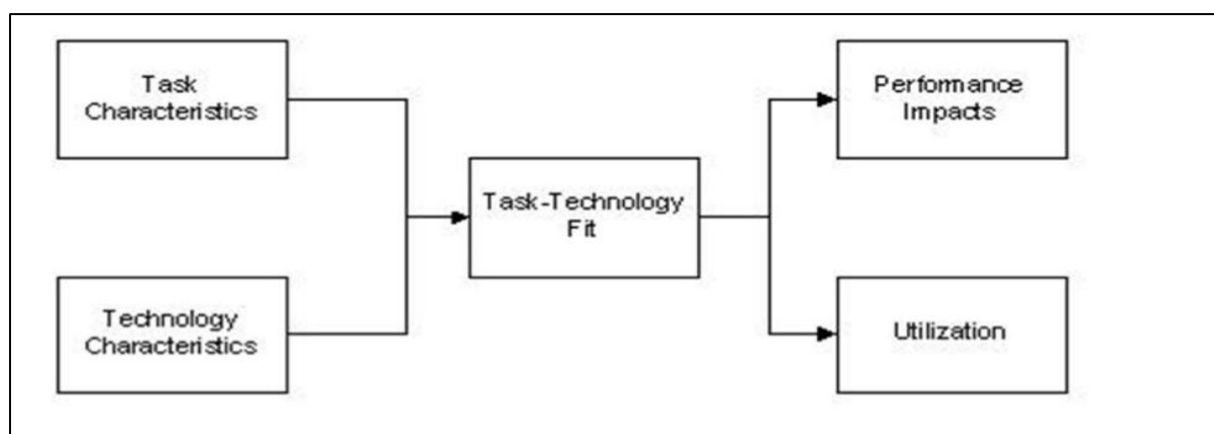 Task
Characteristics
Technology
Characteristics
Task-Technology
Fit
Performance
Impacts
Utilization